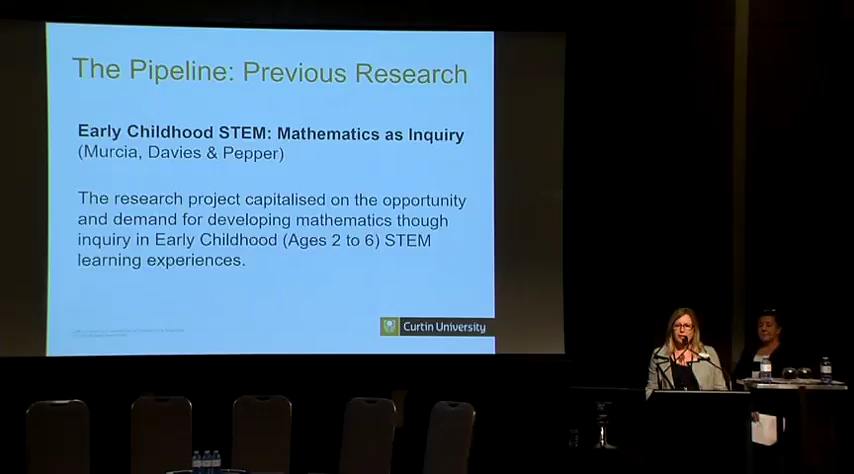 The Pipeline: Previous Research
Early Childhood STEM: Mathematics as Inquiry
(Murcia, Davies & Pepper)
The research project capitalised on the opportunity
and demand for developing mathematics though
inquiry in Early Childhood (Ages 2 to 6) STEM
learning experiences.
Curtin University